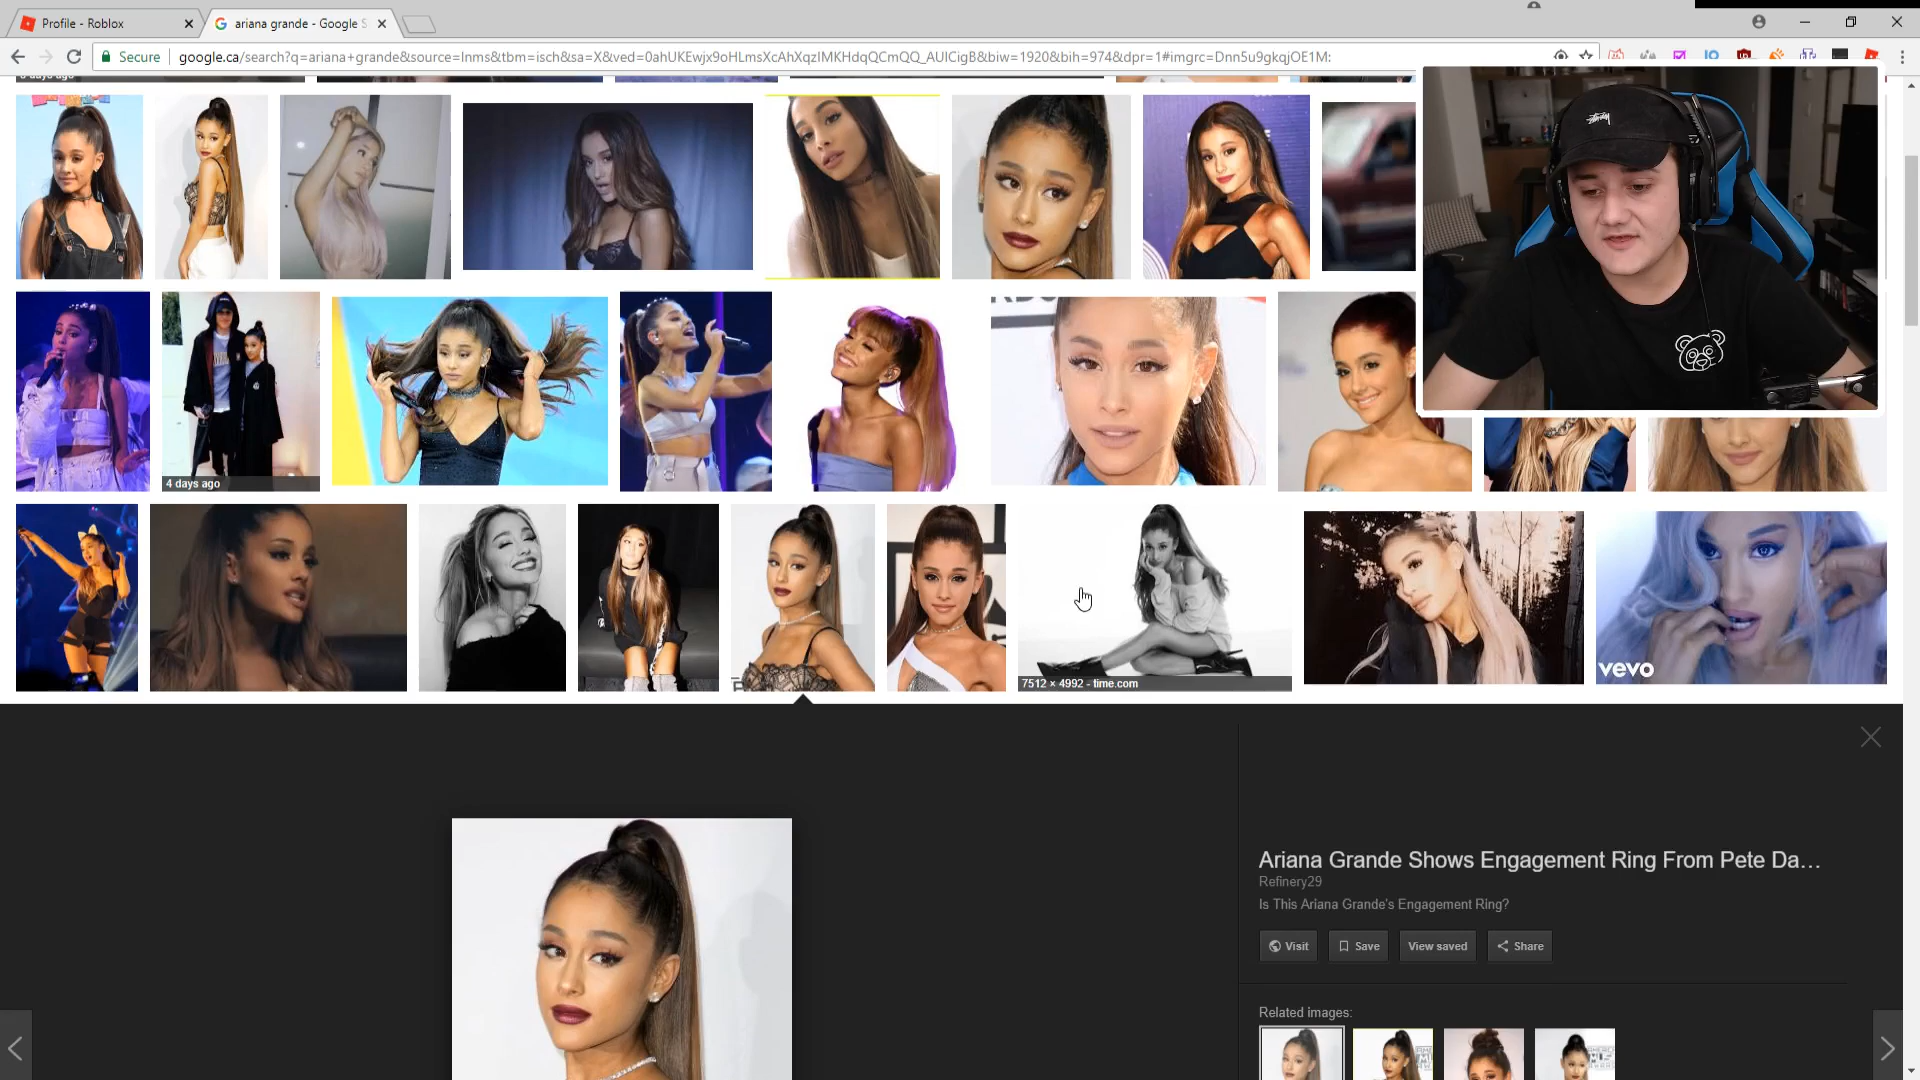 Profile - Roblox
ariana grande - Google S
Secure
google.ca/search?q=ariana+grande&source=lnms&tbm=isch&sa=X&ved=0ahUKEwjx9oHLmsXcAhXqzIMKHdqQCmQQ_AUICigB&biw=1920&bih=974&dpr=1#imgrc=Dnn5u9gkqjOE1M:
4 days ago
7512 × 4992 - time.com
vevo
Ariana Grande Shows Engagement Ring From Pete Da...
Refinery29
Is This Ariana Grande's Engagement Ring?
Visit
Save
View saved
Share
Related images: